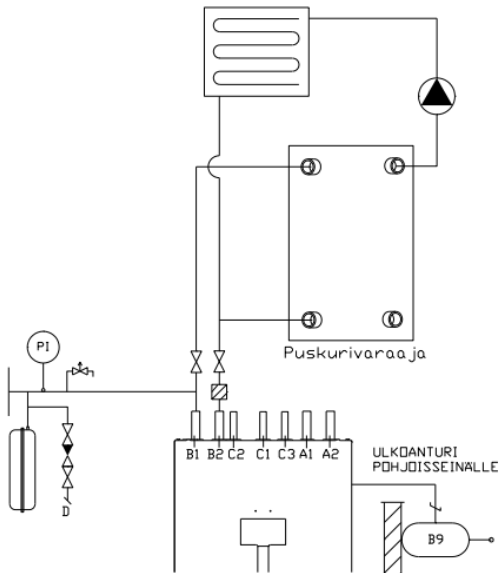 Puskurivaraaja
PI
D
B1 B2 C2 C1 C3 A1 A2
ULKOANTURI
POHJOISSEINÄLLE
B9